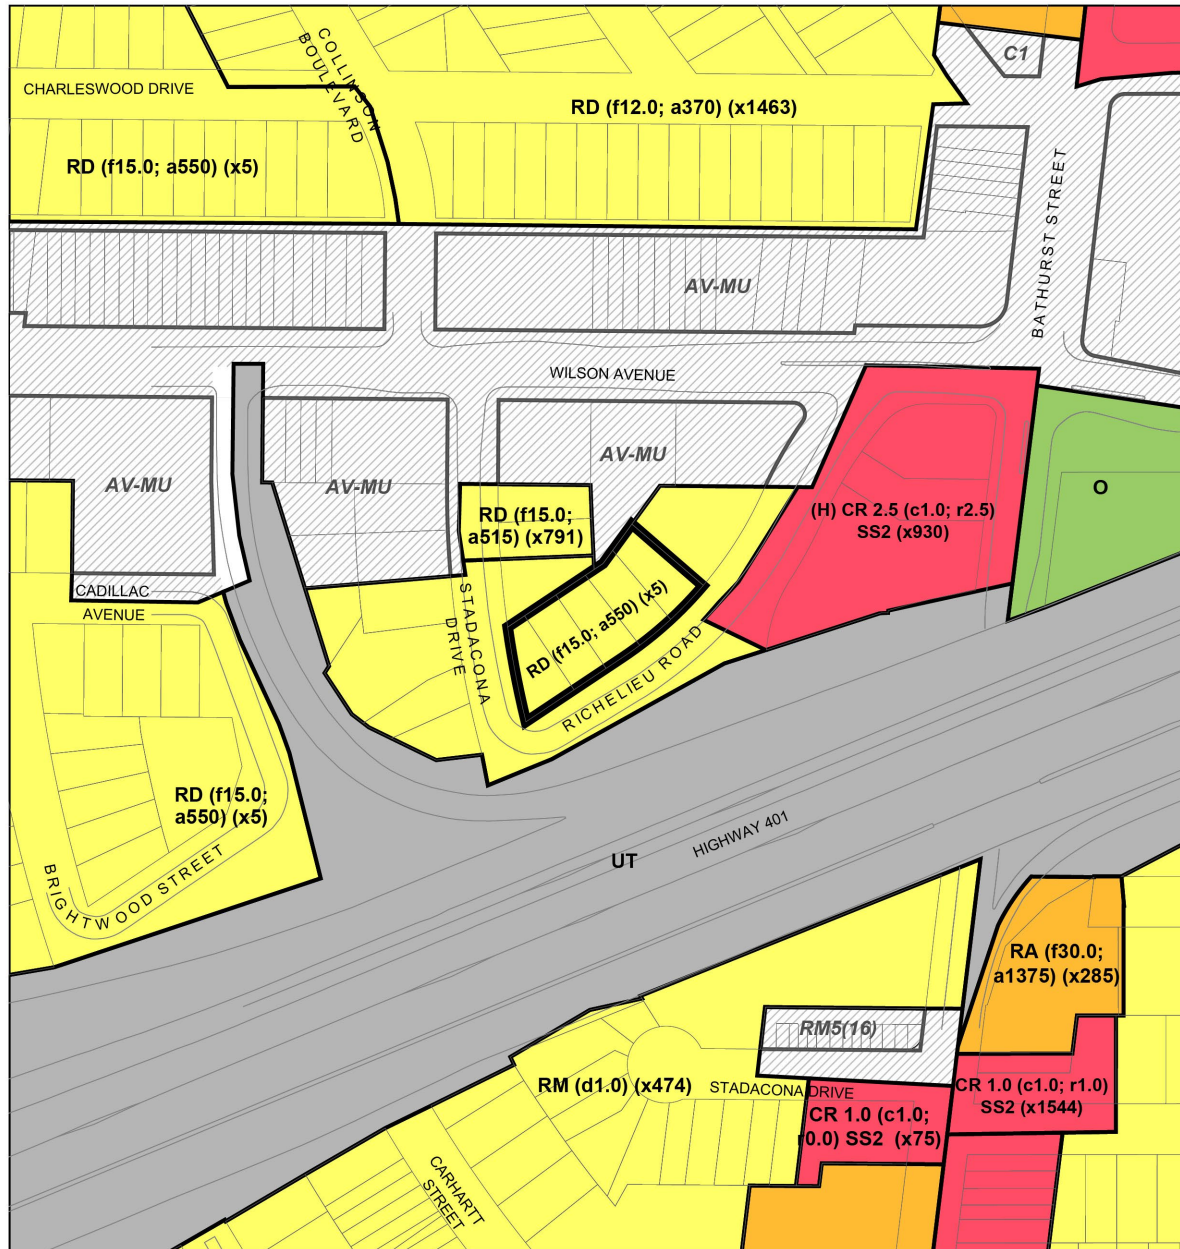 C1
CHARLESWOOD DRIVE
COLLINSON
BOULEVARD
RD (f12.0; a370) (x1463)
RD (f15.0; a550) (x5)
BATHURST STREET
AV-MU
WILSON AVENUE
AV-MU
AV-MU
AV-MU
RD (f15.0;
a515) (x791)
(H) CR 2.5 (c1.0; r2.5)
SS2 (x930)
O
CADILLAC
AVENUE
STADACONA
DRIVE
RD (f15.0; a550) (x5)
RICHELIEU ROAD
RD (f15.0;
a550) (x5)
BRIGHTWOOD STREET
UT
HIGHWAY 401
RA (f30.0;
a1375) (x285)
RM5(16)
RM (d1.0) (x474)
STADACONA DRIVE
CR 1.0 (c1.0; r1.0)
SS2 (x1544)
CR 1.0 (c1.0;
r0.0) SS2 (x75)
CARHARTT
STREET